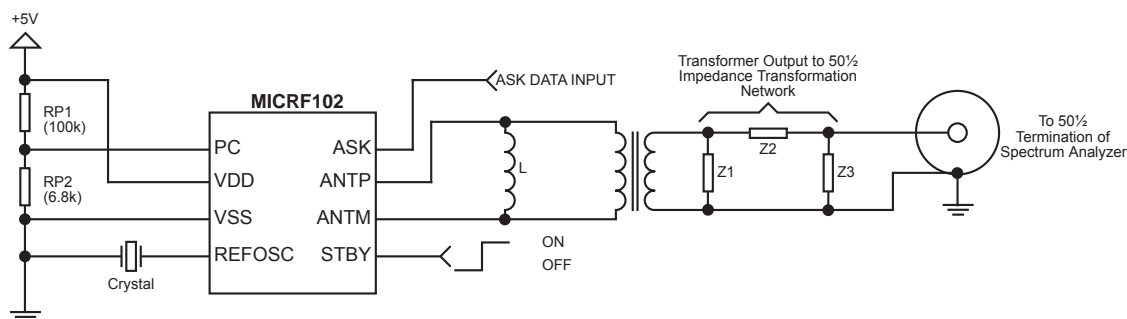 +5V
RP1
(100k)
RP2
(6.8k)
Crystal
MICRF102
PC
VDD
VSS
REFOSC
ASK
ANTP
ANTM
STBY
ASK DATA INPUT
L
ON
OFF
Transformer Output to 50½
Impedance Transformation
Network
Z1
Z2
Z3
To 50½
Termination of
Spectrum Analyzer